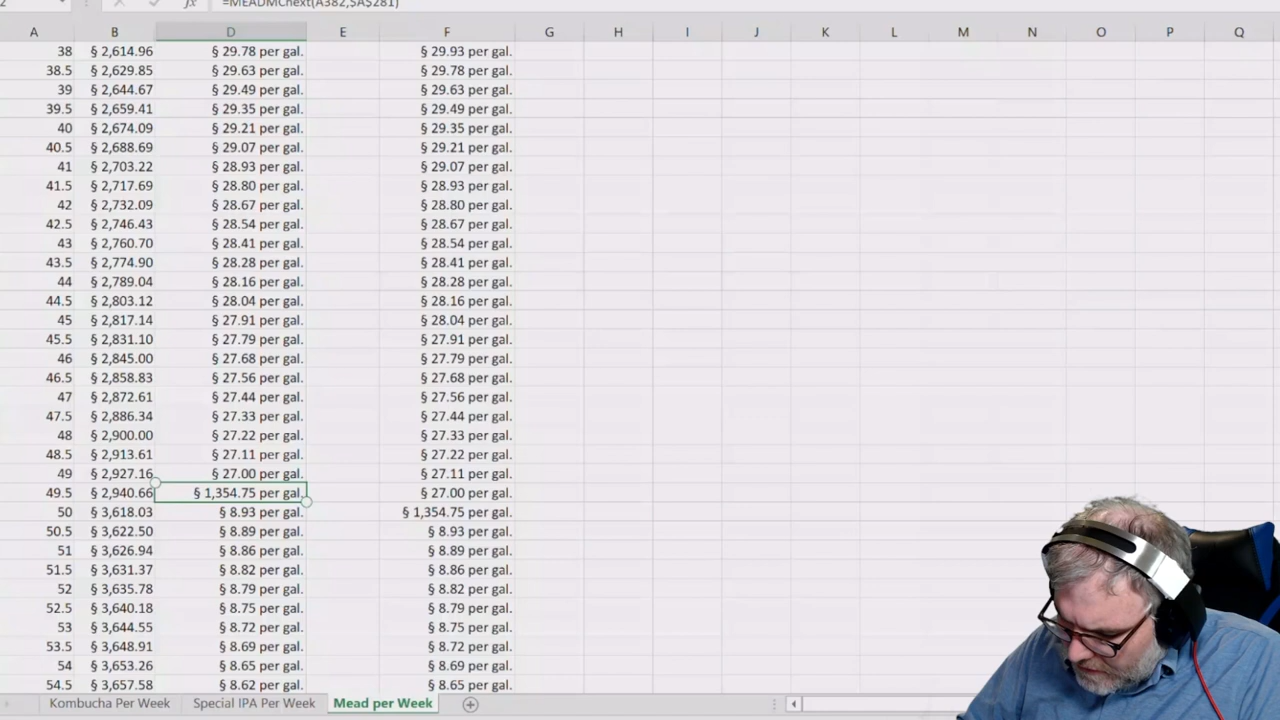 =MEADMCnext(A382,$A$281)
A B D E F G H I J K L M N O P Q
38 § 2,614.96 § 29.78 per gal. § 29.93 per gal.
38.5 § 2,629.85 § 29.63 per gal. § 29.78 per gal.
39 § 2,644.67 § 29.49 per gal. § 29.63 per gal.
39.5 § 2,659.41 § 29.35 per gal. § 29.49 per gal.
40 § 2,674.09 § 29.21 per gal. § 29.35 per gal.
40.5 § 2,688.69 § 29.07 per gal. § 29.21 per gal.
41 § 2,703.22 § 28.93 per gal. § 29.07 per gal.
41.5 § 2,717.69 § 28.80 per gal. § 28.93 per gal.
42 § 2,732.09 § 28.67 per gal. § 28.80 per gal.
42.5 § 2,746.43 § 28.54 per gal. § 28.67 per gal.
43 § 2,760.70 § 28.41 per gal. § 28.54 per gal.
43.5 § 2,774.90 § 28.28 per gal. § 28.41 per gal.
44 § 2,789.04 § 28.16 per gal. § 28.28 per gal.
44.5 § 2,803.12 § 28.04 per gal. § 28.16 per gal.
45 § 2,817.14 § 27.91 per gal. § 28.04 per gal.
45.5 § 2,831.10 § 27.79 per gal. § 27.91 per gal.
46 § 2,845.00 § 27.68 per gal. § 27.79 per gal.
46.5 § 2,858.83 § 27.56 per gal. § 27.68 per gal.
47 § 2,872.61 § 27.44 per gal. § 27.56 per gal.
47.5 § 2,886.34 § 27.33 per gal. § 27.44 per gal.
48 § 2,900.00 § 27.22 per gal. § 27.33 per gal.
48.5 § 2,913.61 § 27.11 per gal. § 27.22 per gal.
49 § 2,927.16 § 27.00 per gal. § 27.11 per gal.
49.5 § 2,940.66 § 1,354.75 per gal. § 27.00 per gal.
50 § 3,618.03 § 8.93 per gal. § 1,354.75 per gal.
50.5 § 3,622.50 § 8.89 per gal. § 8.93 per gal.
51 § 3,626.94 § 8.86 per gal. § 8.89 per gal.
51.5 § 3,631.37 § 8.82 per gal. § 8.86 per gal.
52 § 3,635.78 § 8.79 per gal. § 8.82 per gal.
52.5 § 3,640.18 § 8.75 per gal. § 8.79 per gal.
53 § 3,644.55 § 8.72 per gal. § 8.75 per gal.
53.5 § 3,648.91 § 8.69 per gal. § 8.72 per gal.
54 § 3,653.26 § 8.65 per gal. § 8.69 per gal.
54.5 § 3,657.58 § 8.62 per gal. § 8.65 per gal.
Kombucha Per Week Special IPA Per Week Mead per Week